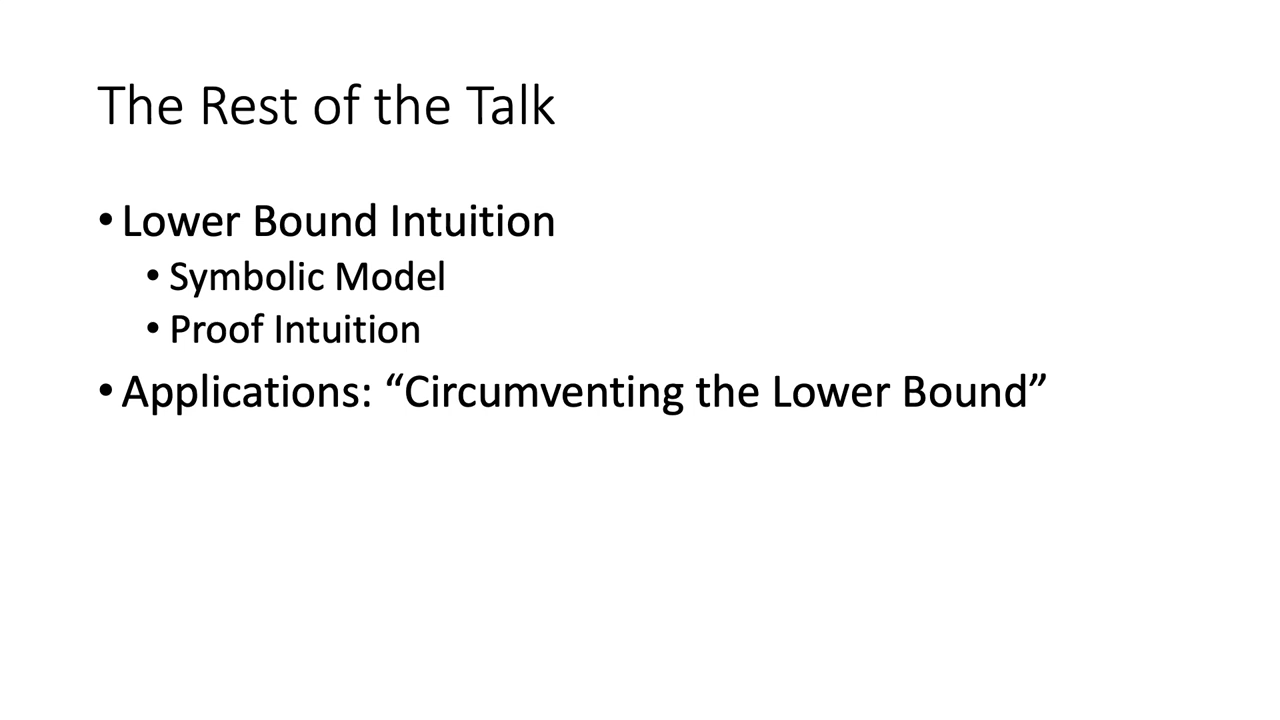 The Rest of the Talk
• Lower Bound Intuition
• Symbolic Model
• Proof Intuition
• Applications: “Circumventing the Lower Bound”